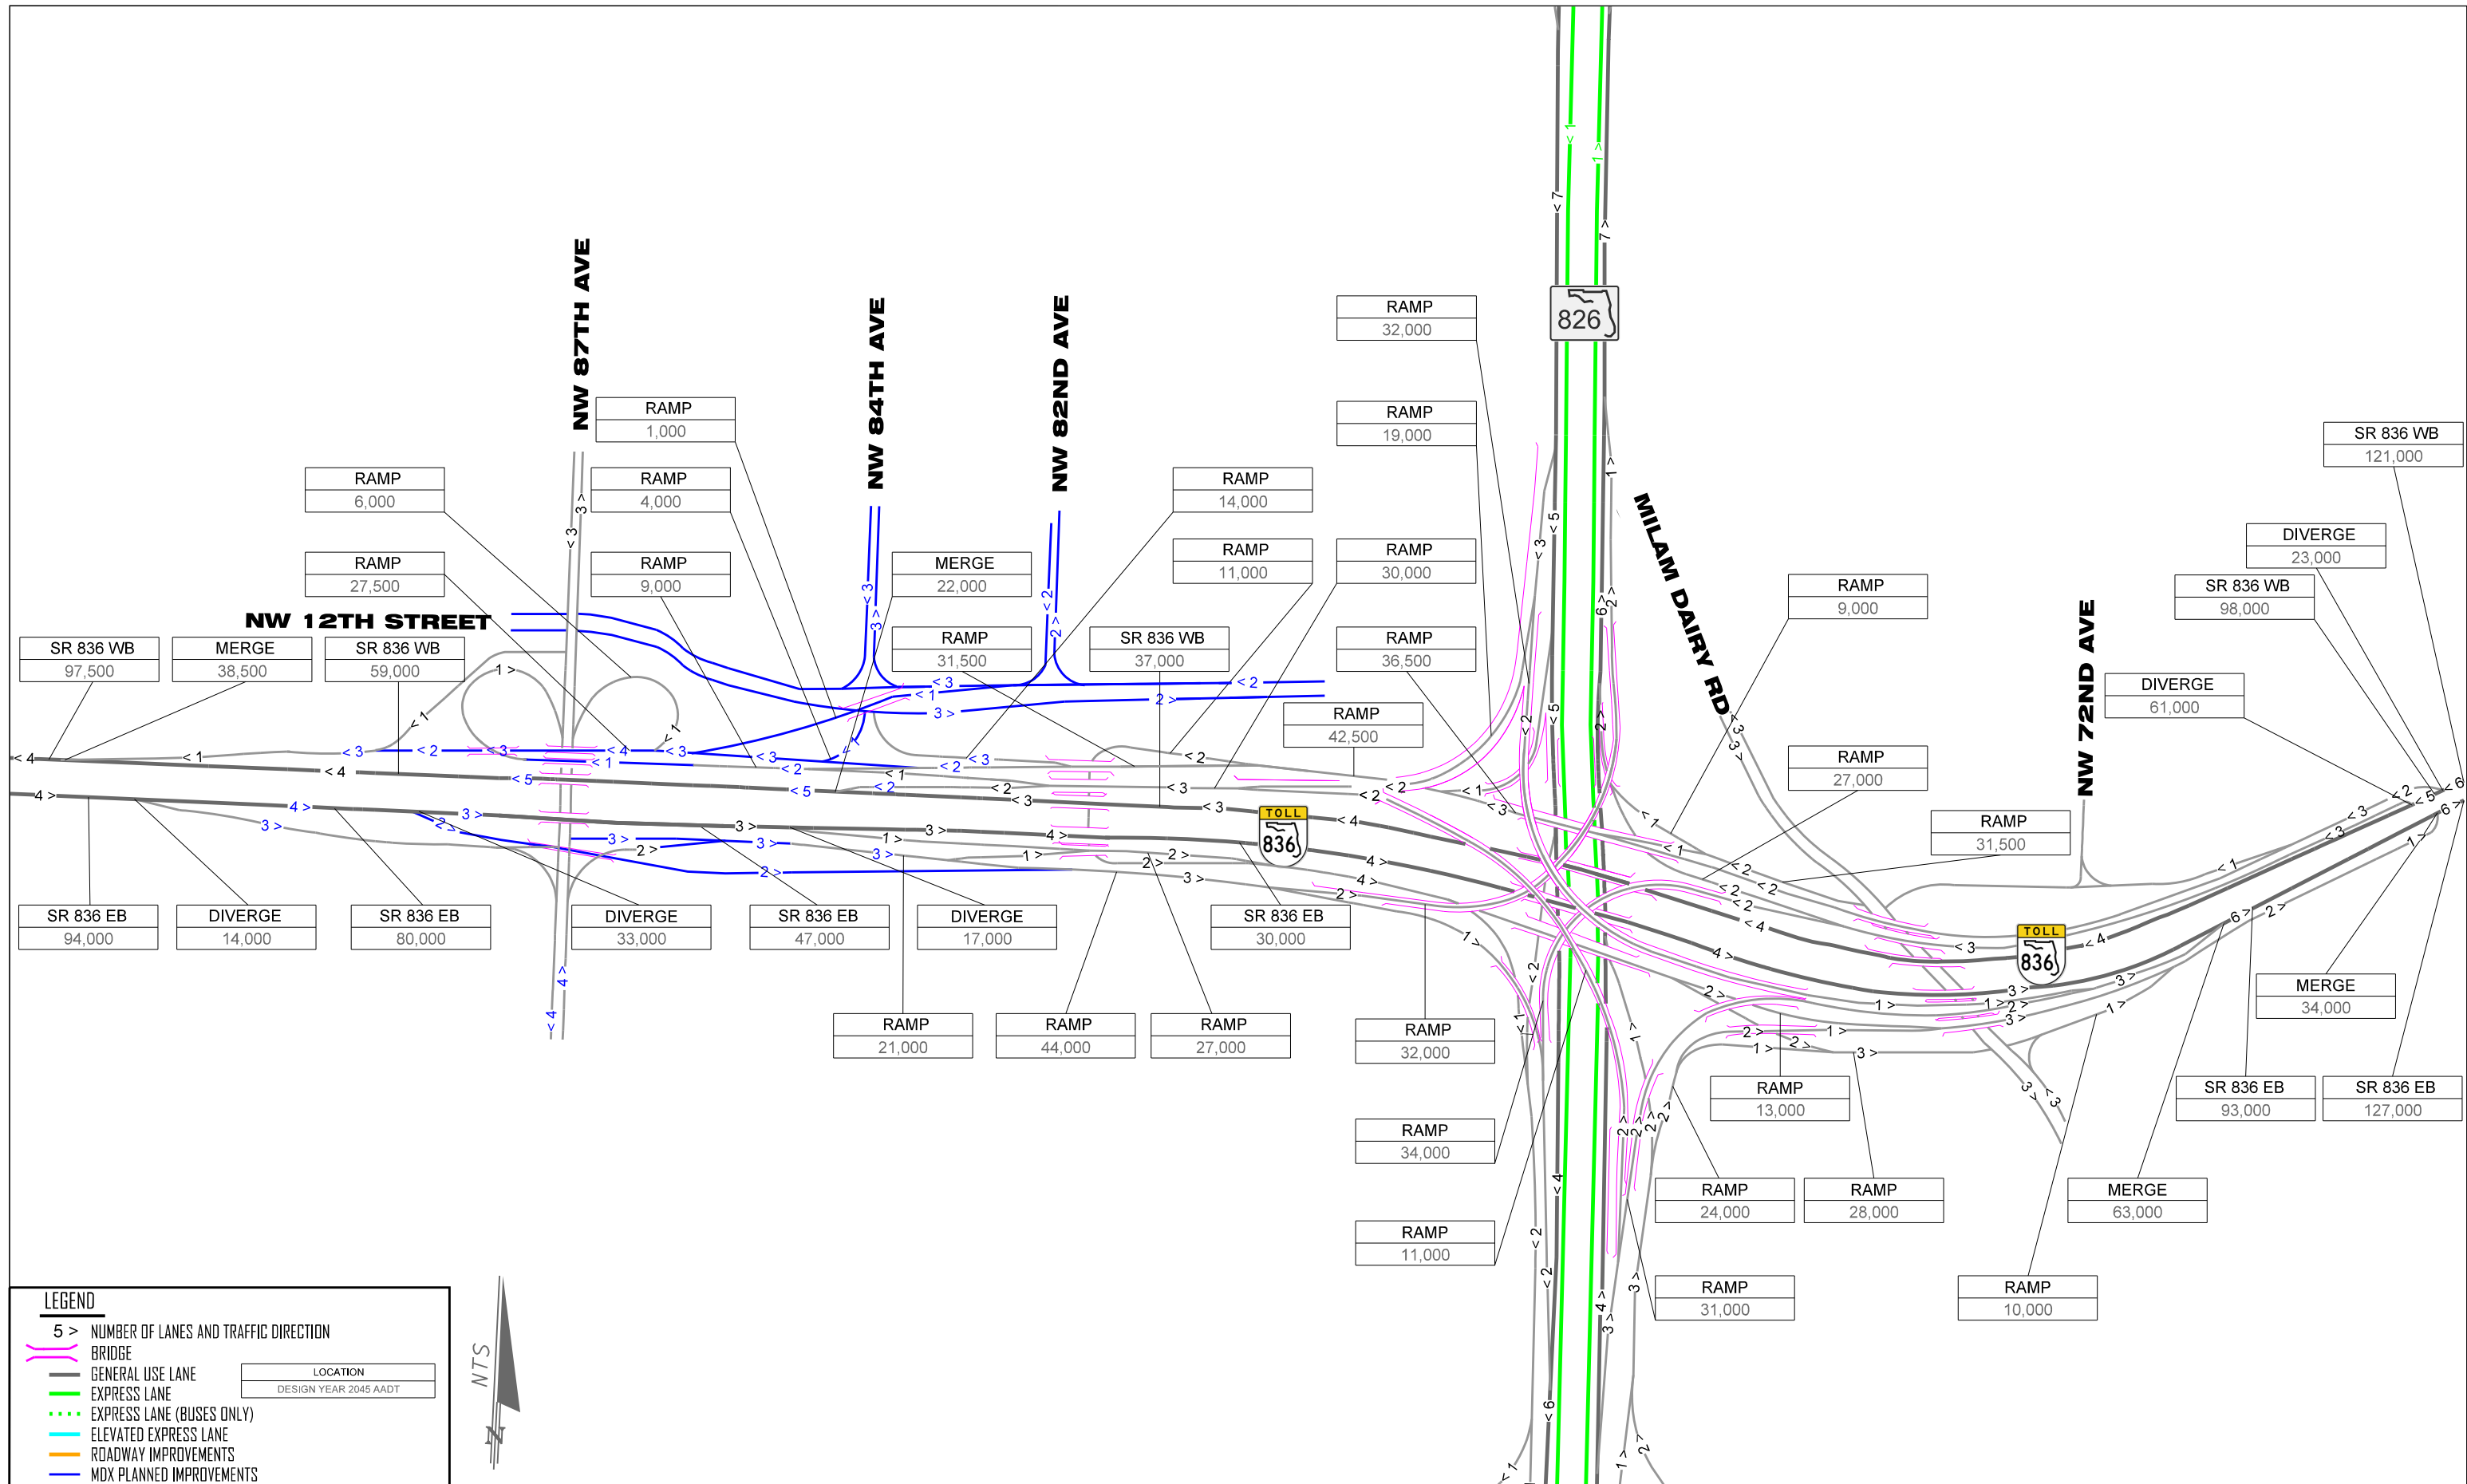 NW 87TH AVE
NW 84TH AVE
NW 82ND AVE
826
MILAM DAIRY RD
NW 72ND AVE
NW 12TH STREET
RAMP
32,000
RAMP
19,000
RAMP
1,000
RAMP
6,000
RAMP
4,000
RAMP
14,000
SR 836 WB
121,000
RAMP
27,500
RAMP
9,000
MERGE
22,000
RAMP
11,000
RAMP
30,000
RAMP
9,000
DIVERGE
23,000
SR 836 WB
98,000
SR 836 WB
97,500
MERGE
38,500
SR 836 WB
59,000
RAMP
31,500
SR 836 WB
37,000
RAMP
36,500
DIVERGE
61,000
RAMP
42,500
RAMP
27,000
RAMP
31,500
TOLL
836
TOLL
836
SR 836 EB
94,000
DIVERGE
14,000
SR 836 EB
80,000
DIVERGE
33,000
SR 836 EB
47,000
DIVERGE
17,000
SR 836 EB
30,000
MERGE
34,000
RAMP
21,000
RAMP
44,000
RAMP
27,000
RAMP
32,000
RAMP
13,000
SR 836 EB
93,000
SR 836 EB
127,000
RAMP
34,000
RAMP
24,000
RAMP
28,000
MERGE
63,000
RAMP
11,000
RAMP
31,000
RAMP
10,000
LEGEND
5 > NUMBER OF LANES AND TRAFFIC DIRECTION
BRIDGE
GENERAL USE LANE
EXPRESS LANE
EXPRESS LANE (BUSES ONLY)
ELEVATED EXPRESS LANE
ROADWAY IMPROVEMENTS
MDX PLANNED IMPROVEMENTS
LOCATION
DESIGN YEAR 2045 AADT
NTS
N